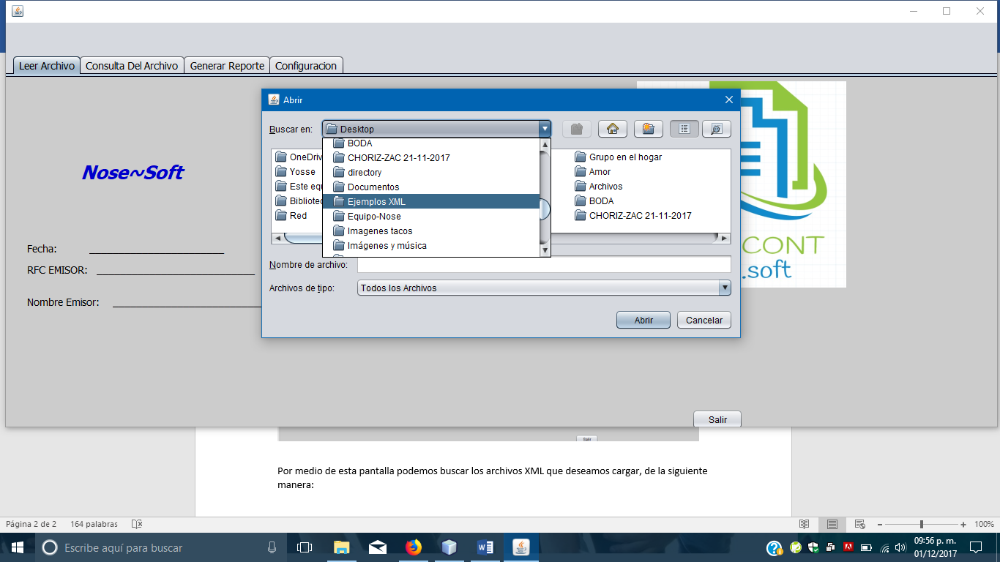 Leer Archivo
Consulta Del Archivo
Generar Reporte
Configuracion
Nose~Soft
Fecha:
RFC EMISOR:
Nombre Emisor:
Abrir
Buscar en:
Desktop
BODA
CHORIZ-ZAC 21-11-2017
directory
Documentos
Ejemplos XML
Equipo-Nose
Imagenes tacos
Imágenes y música
OneDriv
Yosse
Este equ
Bibliotec
Red
Grupo en el hogar
Amor
Archivos
BODA
CHORIZ-ZAC 21-11-2017
Nombre de archivo:
Archivos de tipo:
Todos los Archivos
Abrir
Cancelar
CONT
.soft
Salir
Por medio de esta pantalla podemos buscar los archivos XML que deseamos cargar, de la siguiente
manera:
Página 2 de 2
164 palabras
100%
Escribe aquí para buscar
09:56 p. m.
01/12/2017